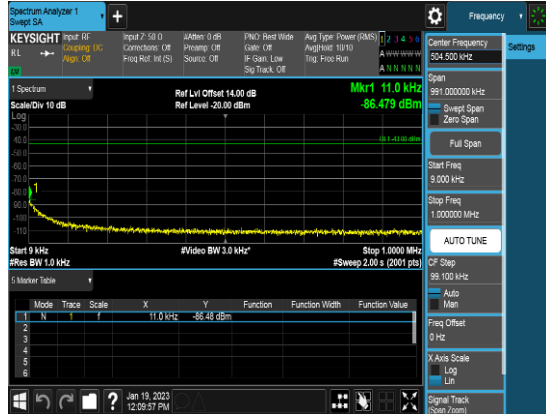 Spectrum Analyzer 1
Swept SA
+
Frequency
KEYSIGHT
RL
Input: RF
Coupling: DC
Align: Off
Input Z: 50 Ω
Corrections: Off
Freq Ref: Int (S)
#Atten: 0 dB
Preamp: Off
Source: Off
PNO: Best Wide
Gate: Off
IF Gain: Low
Sig Track: Off
Avg Type: Power (RMS)
Avg|Hold: 10/10
Trig: Free Run
1 2 3 4 5 6
A W W W W W
A N N N N N
1 Spectrum
Scale/Div 10 dB
Ref Lvl Offset 14.00 dB
Ref Level -20.00 dBm
Mkr1 11.0 kHz
-86.479 dBm
Log
-30.0
-40.0
-50.0
-60.0
-70.0
-80.0
-90.0
-100
-110
DL1 -43.00 dBm
1
Start 9 kHz
#Res BW 1.0 kHz
#Video BW 3.0 kHz*
Stop 1.0000 MHz
#Sweep 2.00 s (2001 pts)
5 Marker Table
Mode Trace Scale X Y Function Function Width Function Value
1 N 1 f 11.0 kHz -86.48 dBm
2
3
4
5
6
Jan 19, 2023
12:09:57 PM
Center Frequency
504.500 kHz
Settings
Span
991.000000 kHz
Swept Span
Zero Span
Full Span
Start Freq
9.000 kHz
Stop Freq
1.000000 MHz
AUTO TUNE
CF Step
99.100 kHz
Auto
Man
Freq Offset
0 Hz
X Axis Scale
Log
Lin
Signal Track
(Span Zoom)